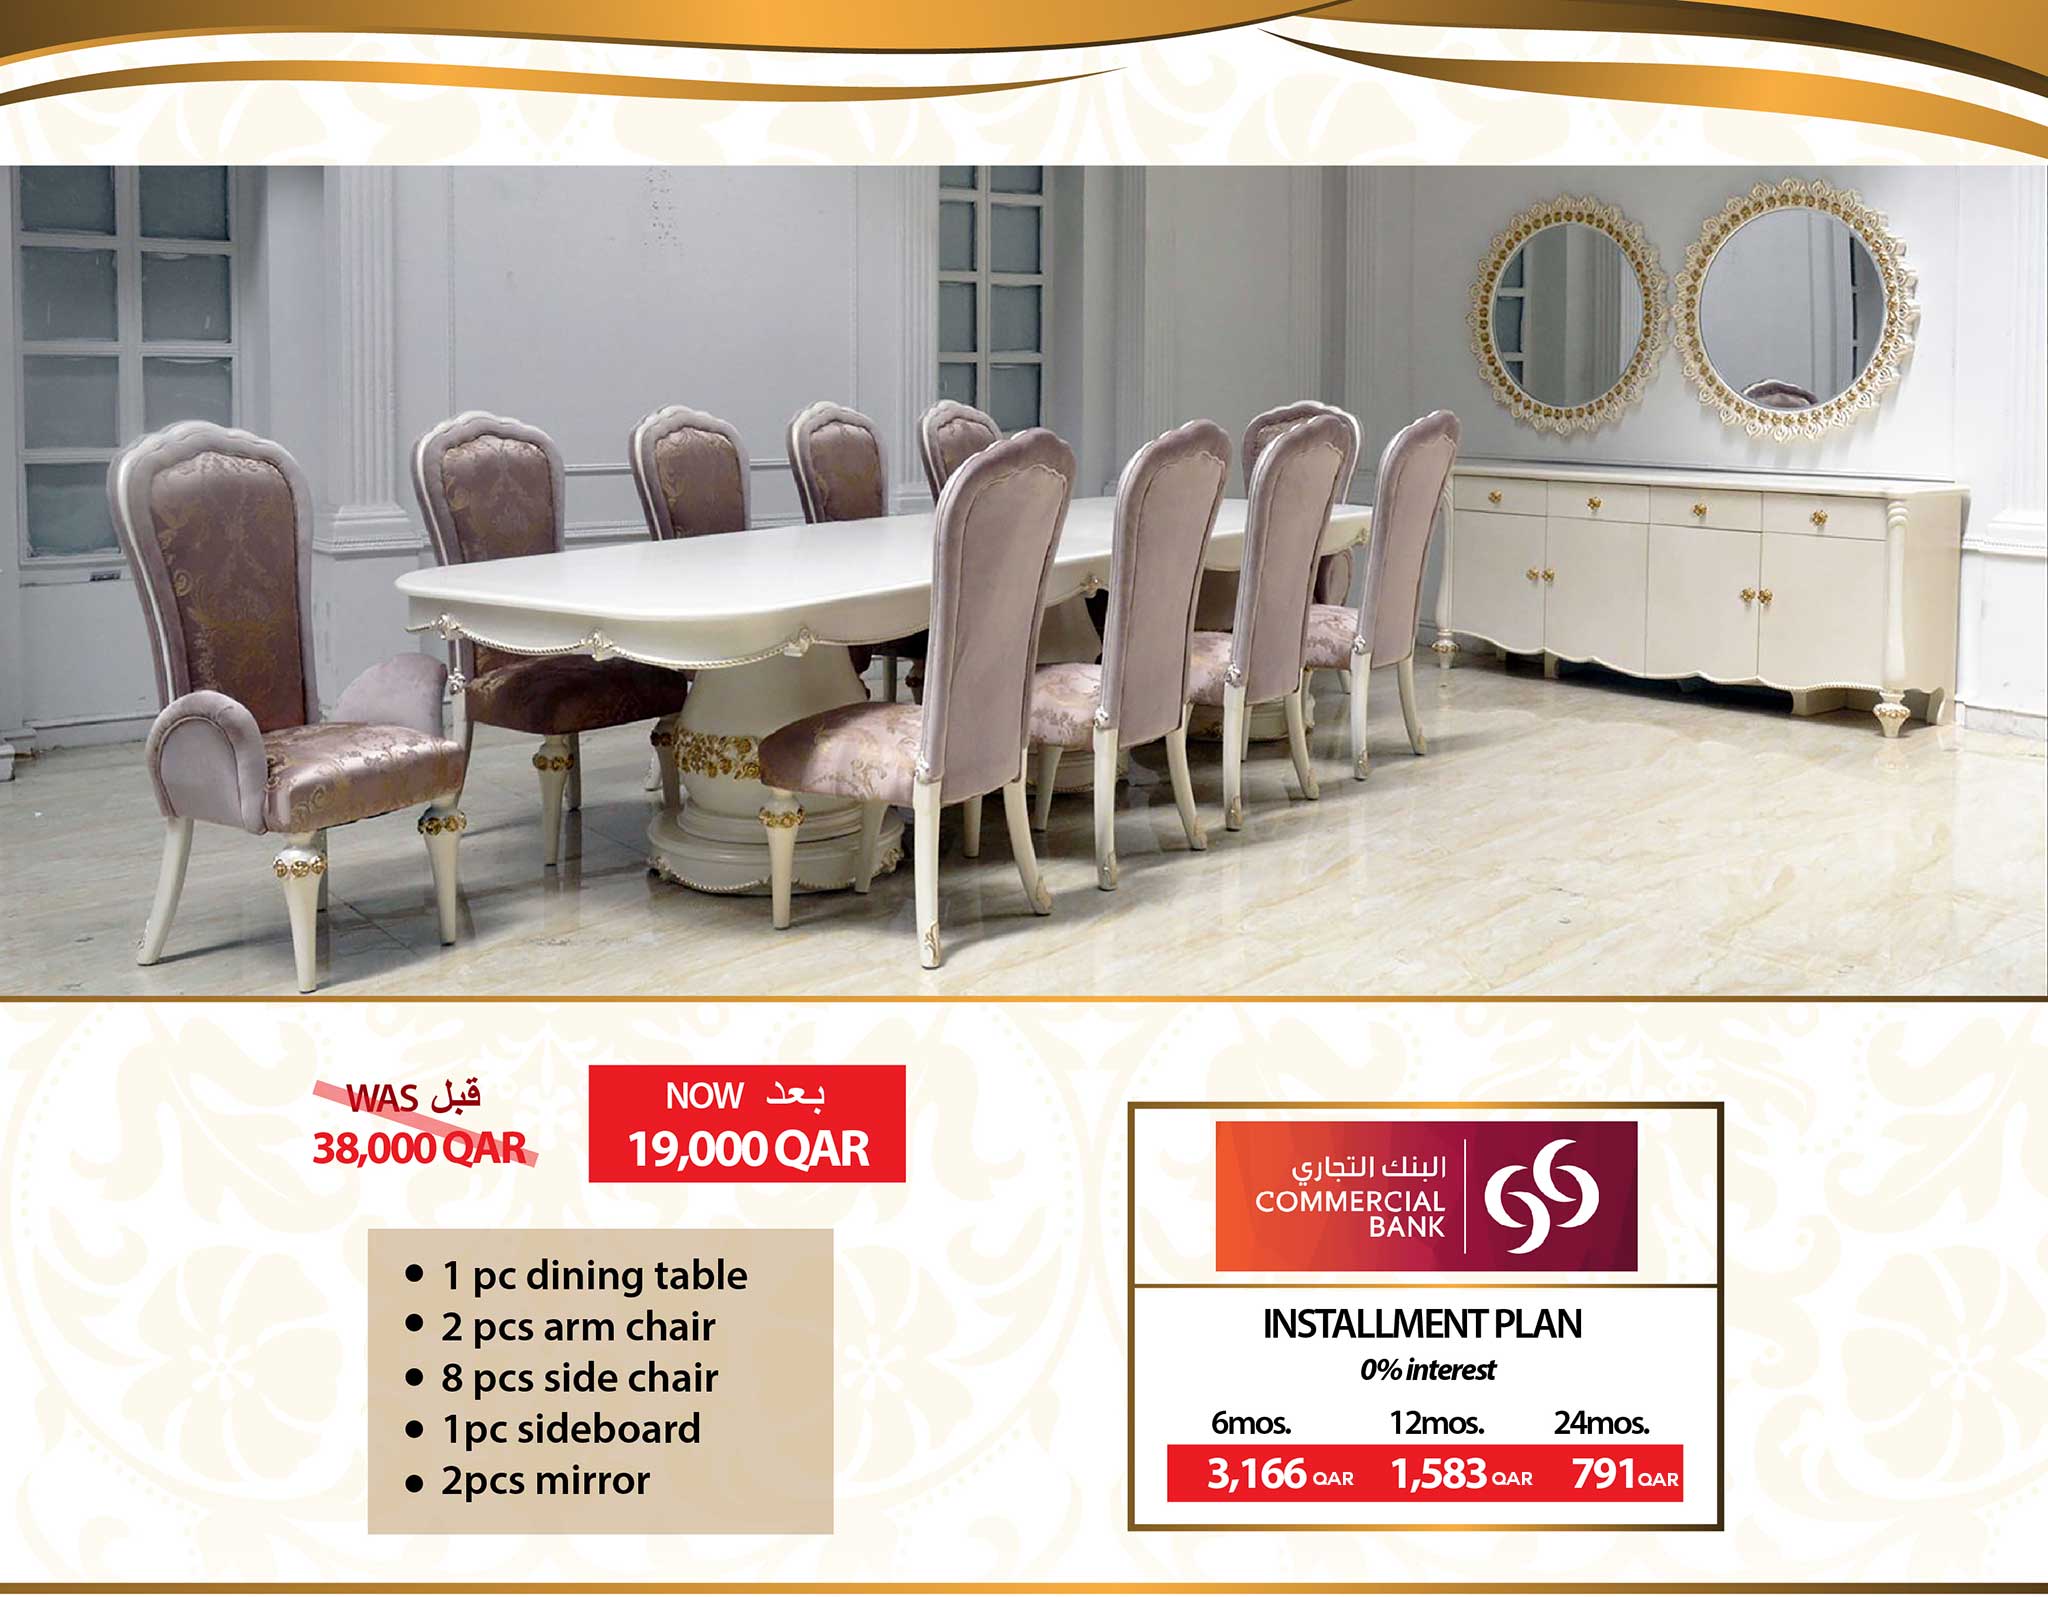 WAS قبل
38,000 QAR
NOW بعد
19,000 QAR
• 1 pc dining table
• 2 pcs arm chair
• 8 pcs side chair
• 1pc sideboard
• 2pcs mirror
البنك التجاري
COMMERCIAL
BANK
INSTALLMENT PLAN
0% interest
6mos. 12mos. 24mos.
3,166 QAR 1,583 QAR 791 QAR